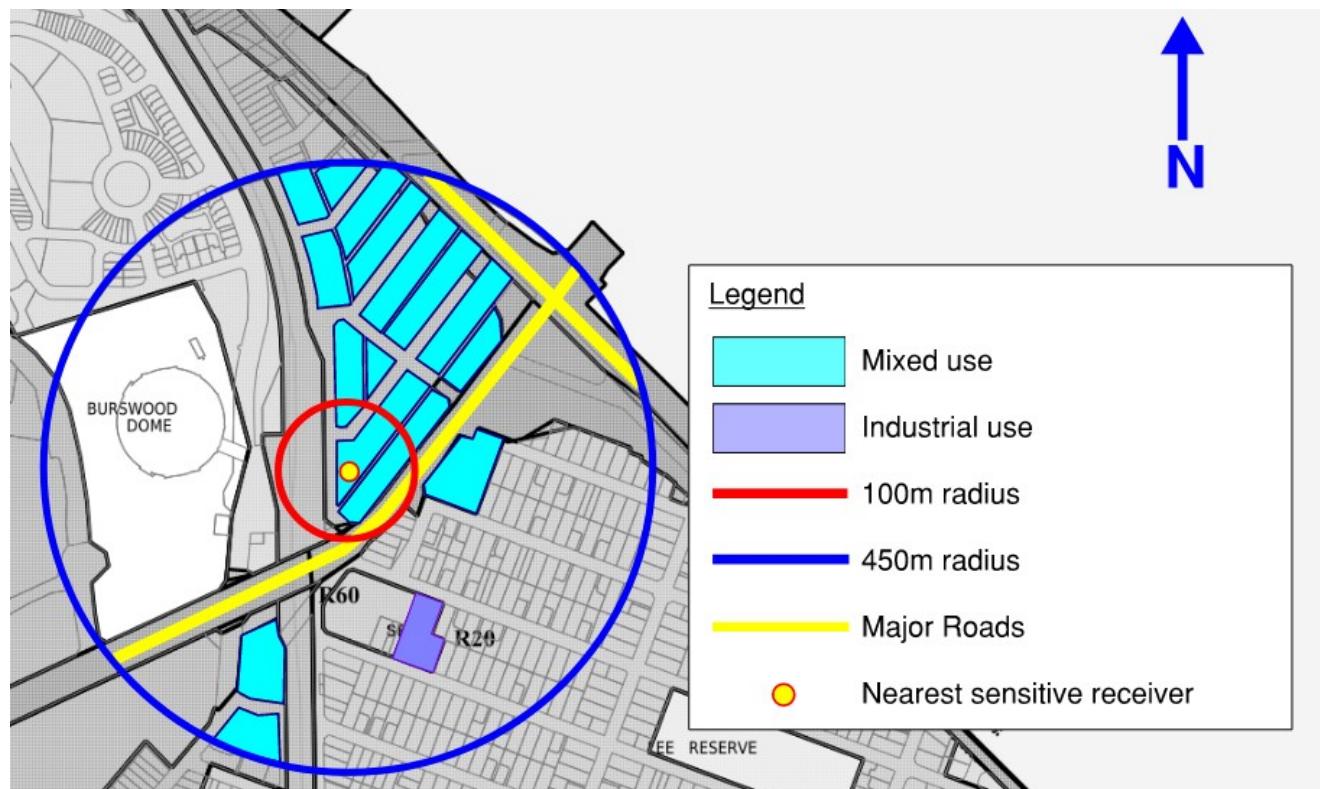 N
BURSWOOD
DOME
Legend
Mixed use
Industrial use
100m radius
450m radius
Major Roads
Nearest sensitive receiver
R60
R20
EE RESERVE